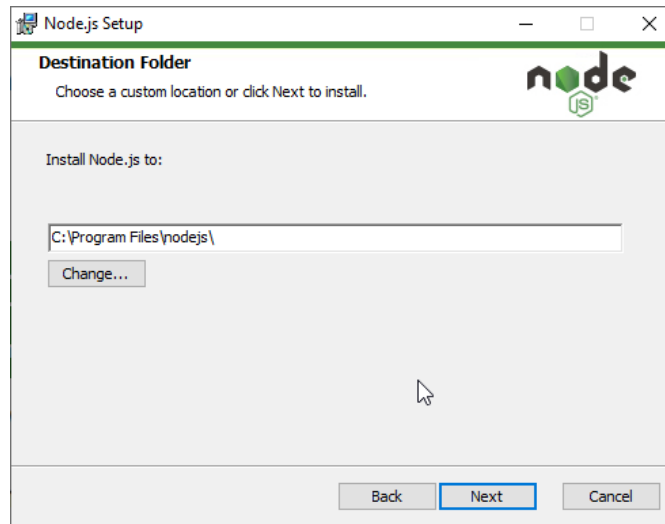 Node.js Setup
Destination Folder
Choose a custom location or click Next to install.
node
JS
Install Node.js to:
C:\Program Files\nodejs\
Change...
Back Next Cancel